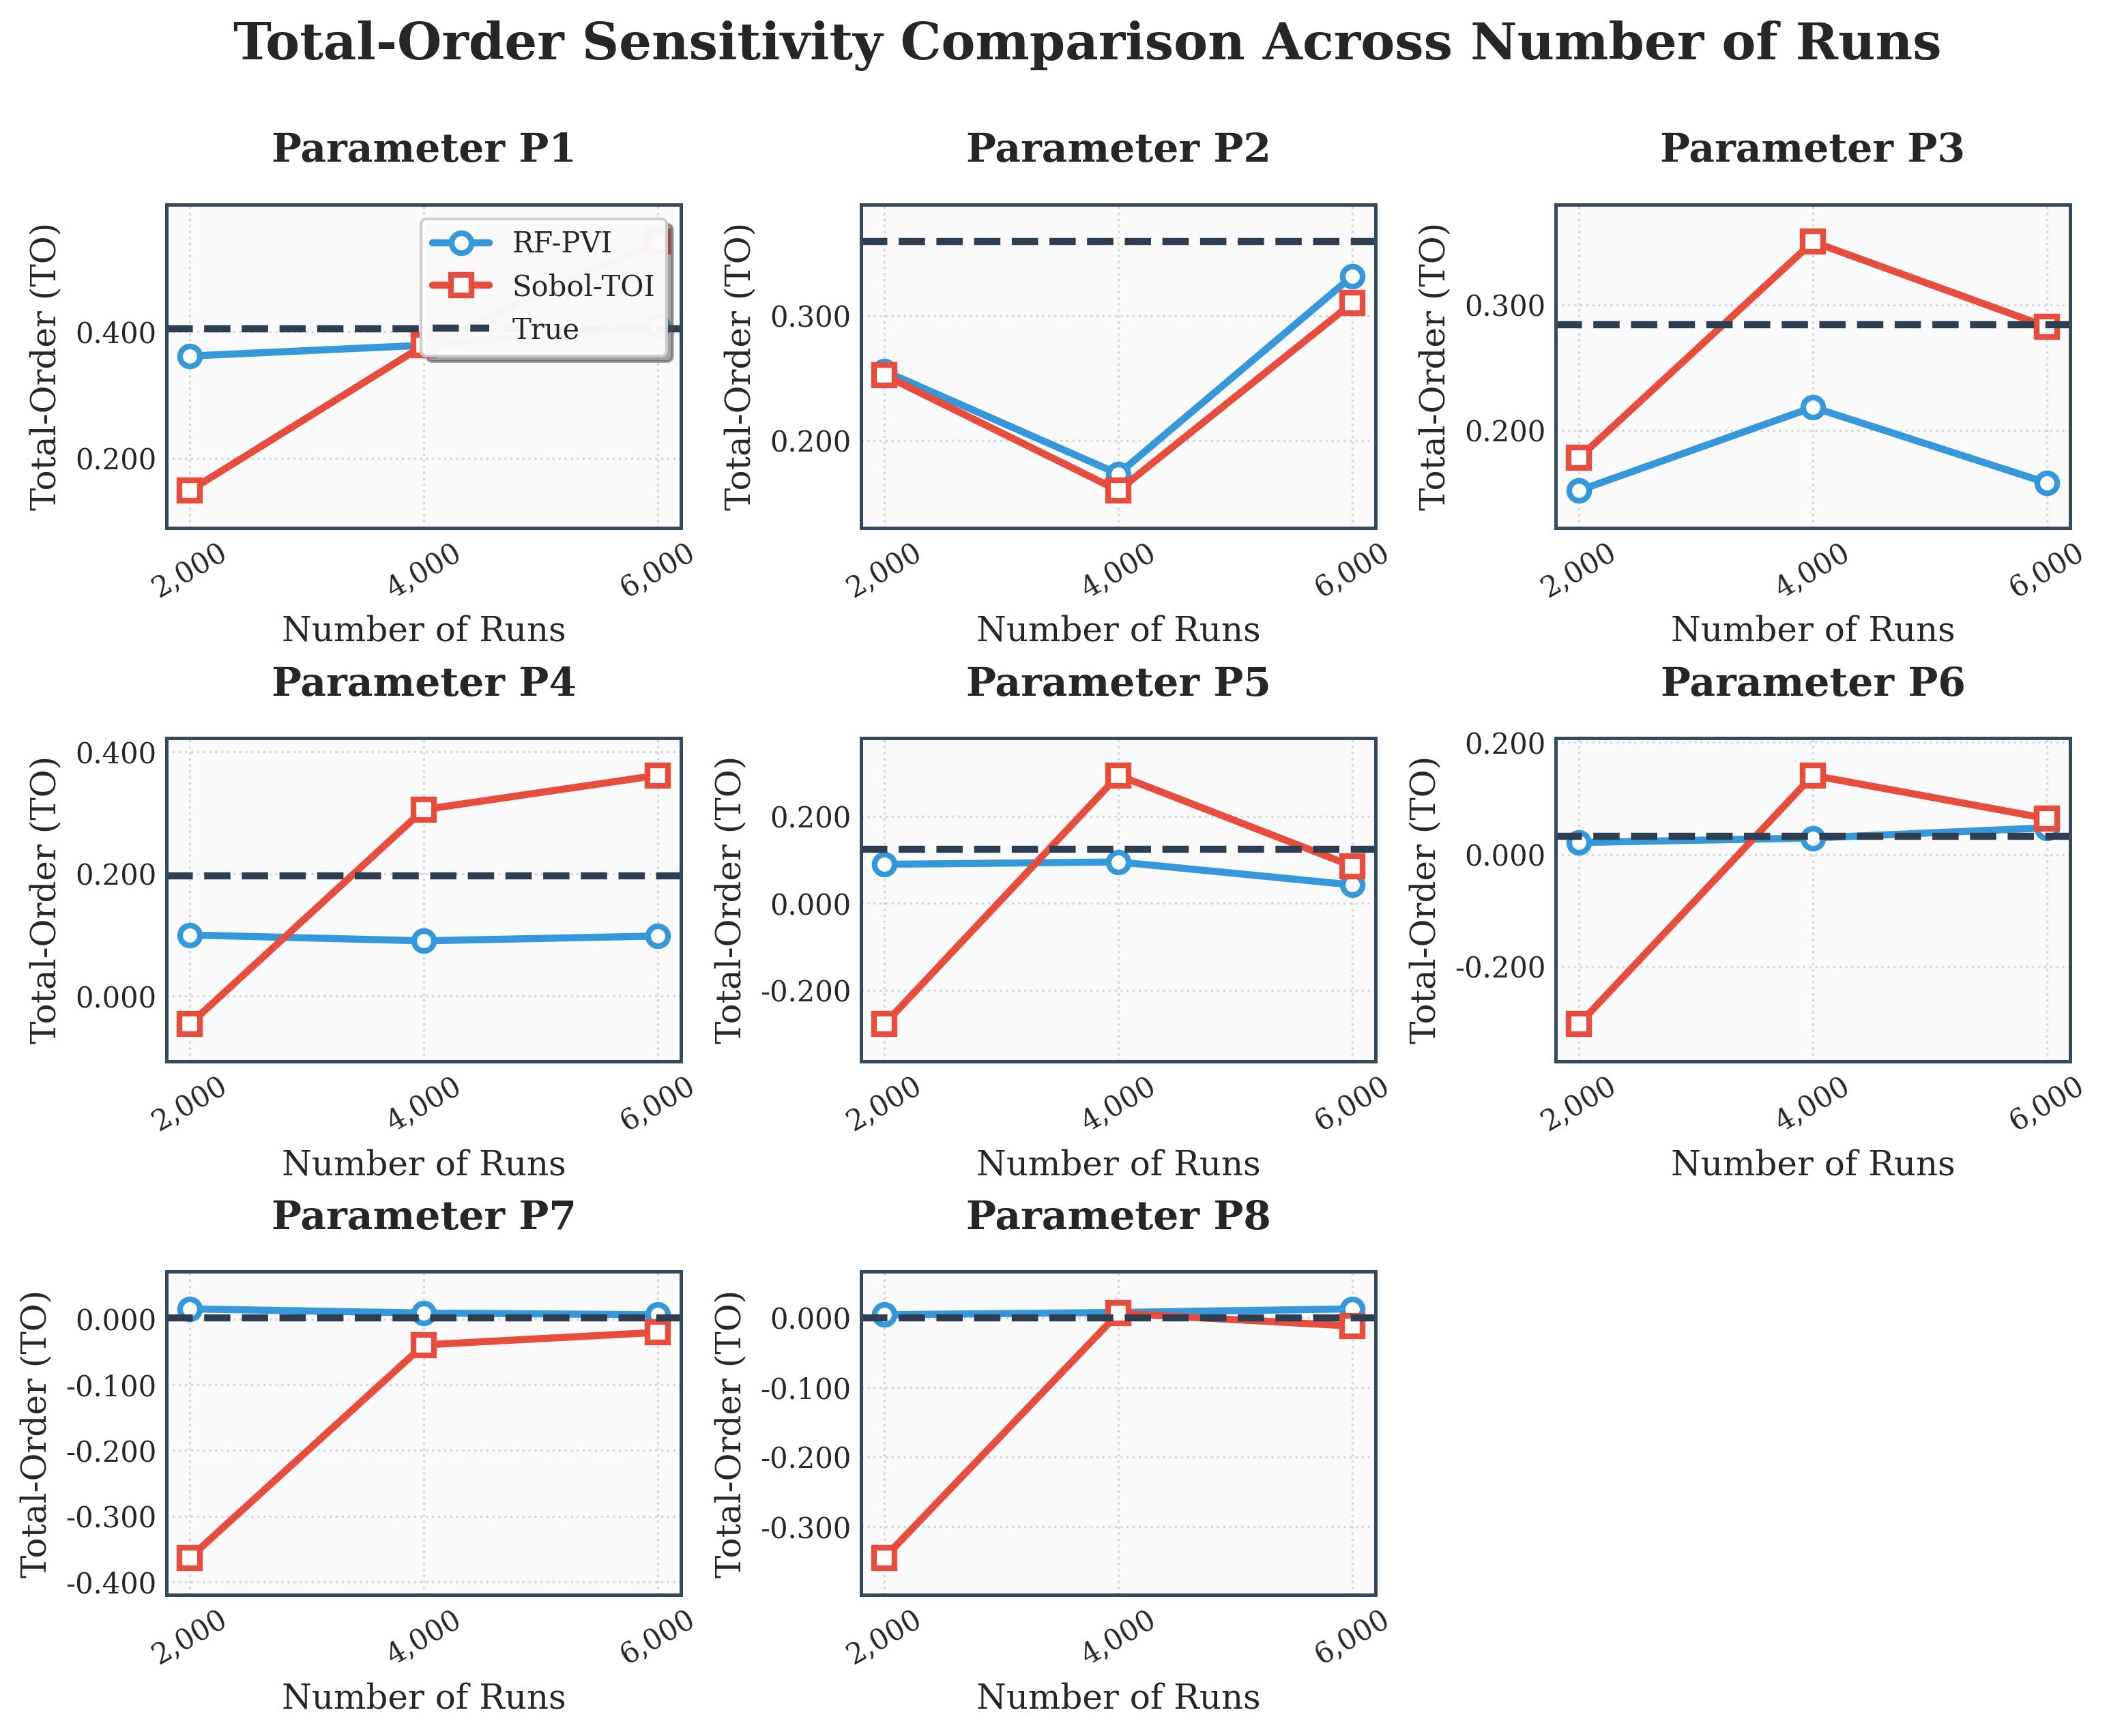 Total-Order Sensitivity Comparison Across Number of Runs
Parameter P1
Total-Order (TO)
0.400
0.200
RF-PVI
Sobol-TOI
True
2,000
4,000
6,000
Number of Runs
Parameter P2
Total-Order (TO)
0.300
0.200
2,000
4,000
6,000
Number of Runs
Parameter P3
Total-Order (TO)
0.300
0.200
2,000
4,000
6,000
Number of Runs
Parameter P4
Total-Order (TO)
0.400
0.200
0.000
2,000
4,000
6,000
Number of Runs
Parameter P5
Total-Order (TO)
0.200
0.000
-0.200
2,000
4,000
6,000
Number of Runs
Parameter P6
Total-Order (TO)
0.200
0.000
-0.200
2,000
4,000
6,000
Number of Runs
Parameter P7
Total-Order (TO)
0.000
-0.100
-0.200
-0.300
-0.400
2,000
4,000
6,000
Number of Runs
Parameter P8
Total-Order (TO)
0.000
-0.100
-0.200
-0.300
2,000
4,000
6,000
Number of Runs